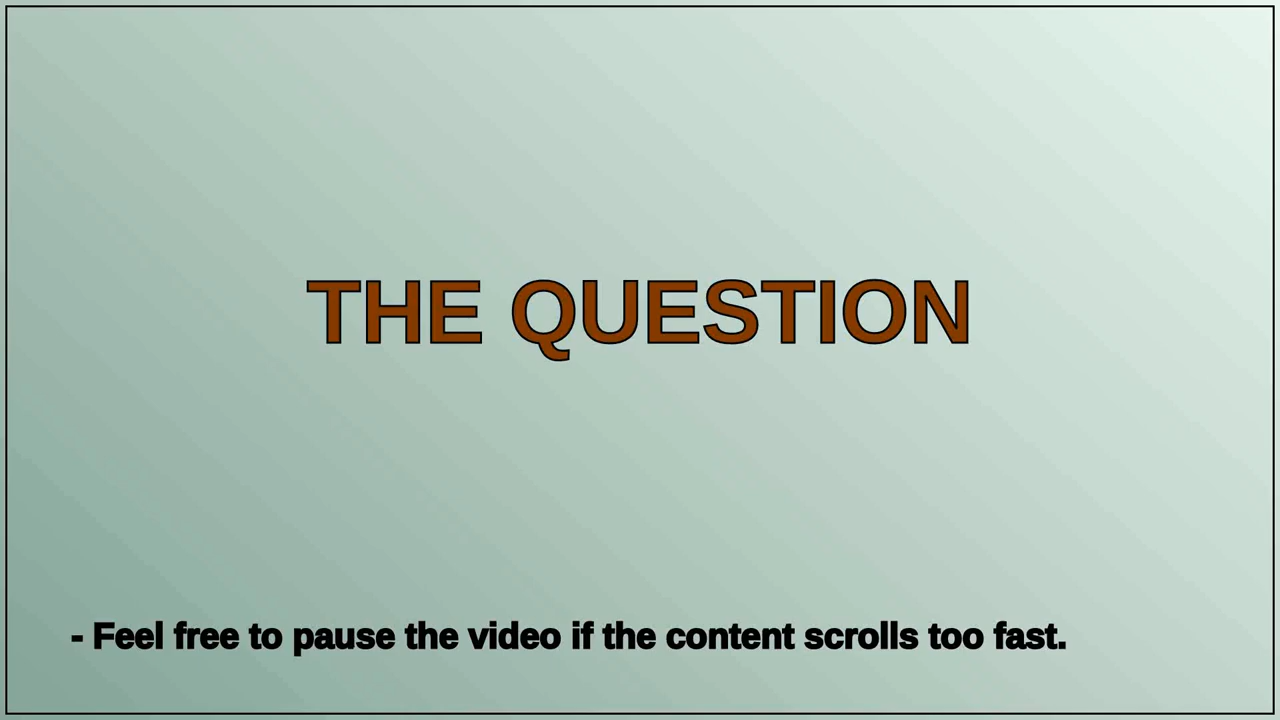 THE QUESTION
- Feel free to pause the video if the content scrolls too fast.